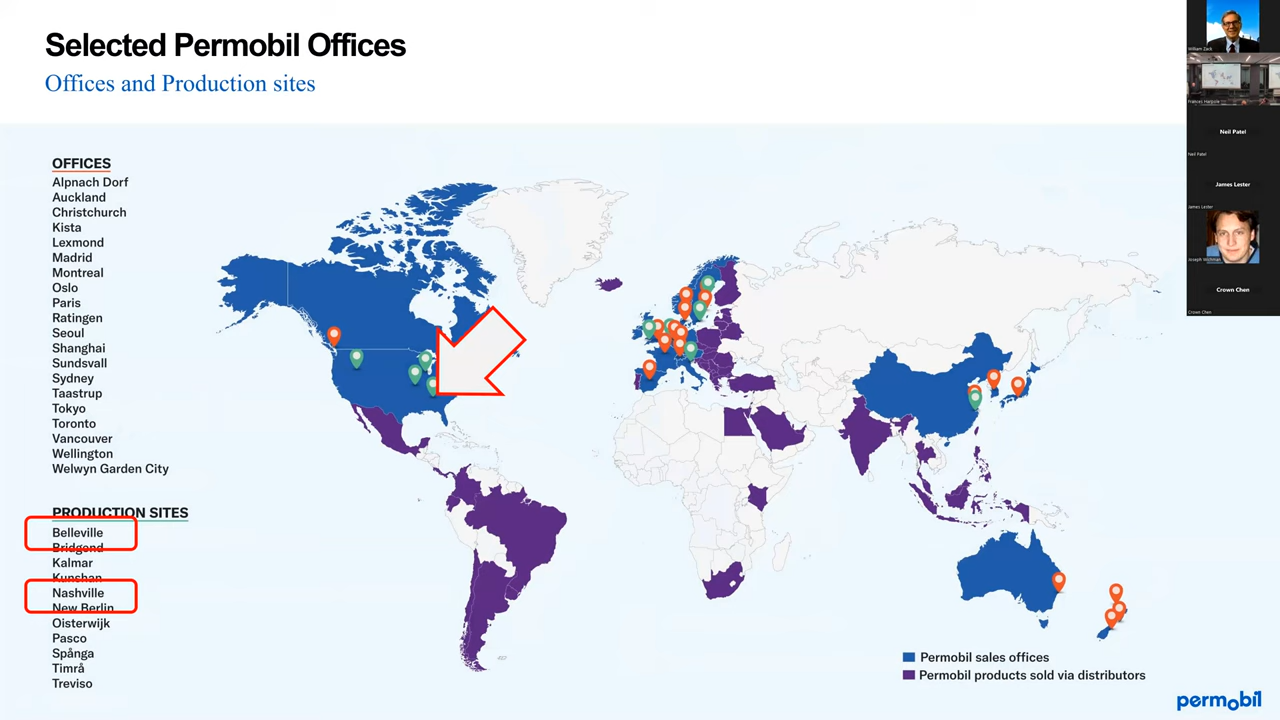 Selected Permobil Offices
Offices and Production sites
OFFICES
Alpnach Dorf
Auckland
Christchurch
Kista
Lexmond
Madrid
Montreal
Oslo
Paris
Ratingen
Seoul
Shanghai
Sundsvall
Sydney
Taastrup
Tokyo
Toronto
Vancouver
Wellington
Welwyn Garden City
PRODUCTION SITES
Belleville
Bridgend
Kalmar
Kunshan
Nashville
New Berlin
Oisterwijk
Pasco
Spånga
Timrå
Treviso
Permobil sales offices
Permobil products sold via distributors
permobil
William Zack
Frances Harpole
Neil Patel
Neil Patel
James Lester
James Lester
Joseph Wichman
Crown Chen
Crown Chen